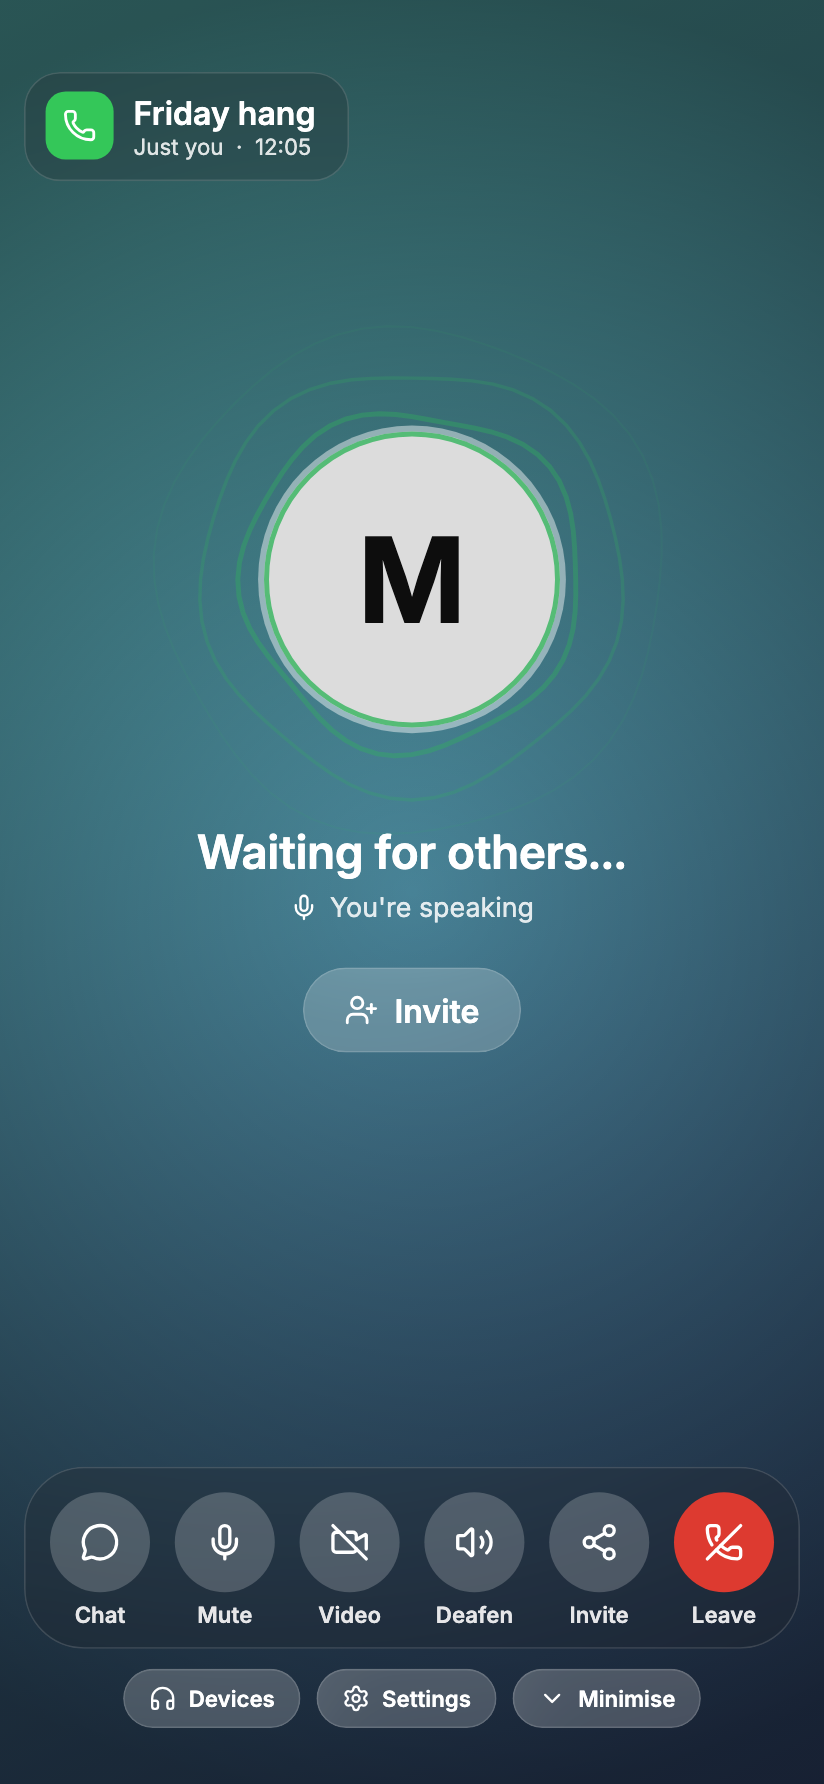 Friday hang
Just you · 12:05
M
Waiting for others...
You're speaking
Invite
Chat
Mute
Video
Deafen
Invite
Leave
Devices
Settings
Minimise